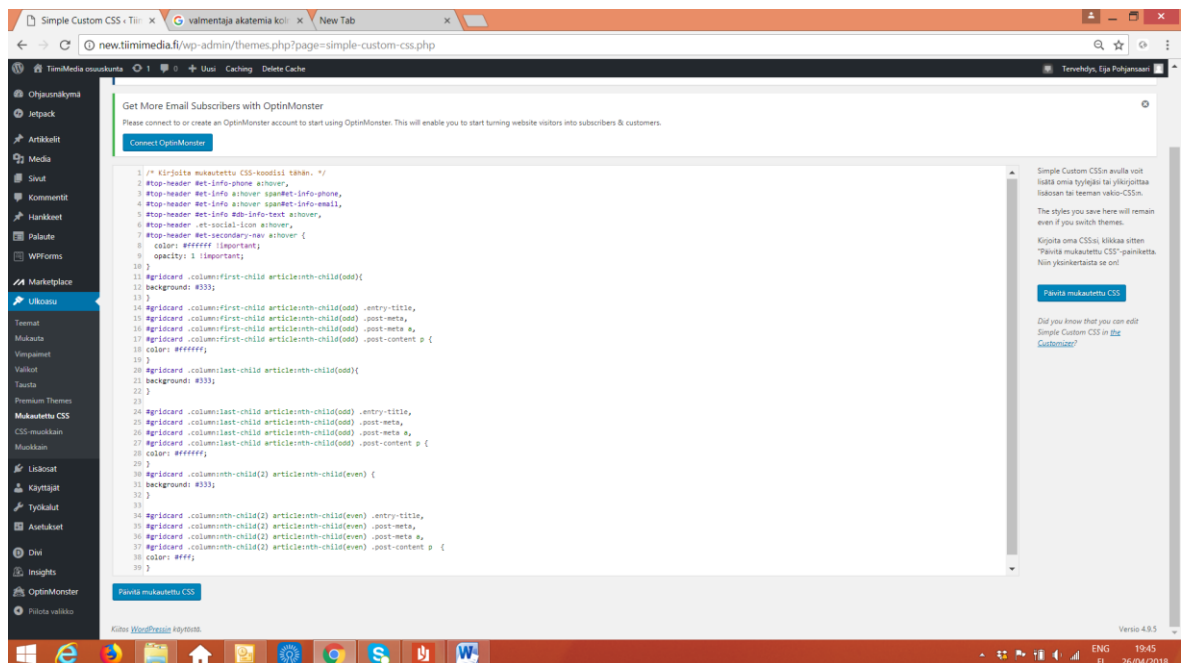 Simple Custom CSS ‹ Tiim
valmentaja akatemia kok
New Tab
new.tiimimedia.fi/wp-admin/themes.php?page=simple-custom-css.php
TiimiMedia osuuskunta 1 0 + Uusi Caching Delete Cache
Tervehdys, Eija Pohjansaari
Ohjausnäkymä
Jetpack
Artikkelit
Media
Sivut
Kommentit
Hankkeet
Palaute
WPForms
Marketplace
Ulkoasu
Teemat
Mukauta
Vimpaimet
Valikot
Tausta
Premium Themes
Mukautettu CSS
CSS-muokkain
Muokkain
Lisäosat
Käyttäjät
Työkalut
Asetukset
Divi
Insights
OptinMonster
Piilota valikko
Get More Email Subscribers with OptinMonster
Please connect to or create an OptinMonster account to start using OptinMonster. This will enable you to start turning website visitors into subscribers & customers.
Connect OptinMonster
1 /* Kirjoita mukautettu CSS-koodisi tähän. */
2 #top-header #et-info-phone a:hover,
3 #top-header #et-info a:hover span#et-info-phone,
4 #top-header #et-info a:hover span#et-info-email,
5 #top-header #et-info #db-info-text a:hover,
6 #top-header .et-social-icon a:hover,
7 #top-header #et-secondary-nav a:hover {
8 color: #ffffff !important;
9 opacity: 1 !important;
10 }
11 #gridcard .column:first-child article:nth-child(odd){
12 background: #333;
13 }
14 #gridcard .column:first-child article:nth-child(odd) .entry-title,
15 #gridcard .column:first-child article:nth-child(odd) .post-meta,
16 #gridcard .column:first-child article:nth-child(odd) .post-meta a,
17 #gridcard .column:first-child article:nth-child(odd) .post-content p {
18 color: #ffffff;
19 }
20 #gridcard .column:last-child article:nth-child(odd){
21 background: #333;
22 }
23
24 #gridcard .column:last-child article:nth-child(odd) .entry-title,
25 #gridcard .column:last-child article:nth-child(odd) .post-meta,
26 #gridcard .column:last-child article:nth-child(odd) .post-meta a,
27 #gridcard .column:last-child article:nth-child(odd) .post-content p {
28 color: #ffffff;
29 }
30 #gridcard .column:nth-child(2) article:nth-child(even) {
31 background: #333;
32 }
33
34 #gridcard .column:nth-child(2) article:nth-child(even) .entry-title,
35 #gridcard .column:nth-child(2) article:nth-child(even) .post-meta,
36 #gridcard .column:nth-child(2) article:nth-child(even) .post-meta a,
37 #gridcard .column:nth-child(2) article:nth-child(even) .post-content p {
38 color: #fff;
39 }
Päivitä mukautettu CSS
Simple Custom CSS:n avulla voit
lisätä omia tyylejäsi tai ylikirjoittaa
lisäosan tai teeman vakio-CSS:n.
The styles you save here will remain
even if you switch themes.
Kirjoita oma CSS:si, klikkaa sitten
"Päivitä mukautettu CSS"-painiketta.
Niin yksinkertaista se on!
Päivitä mukautettu CSS
Did you know that you can edit
Simple Custom CSS in the
Customizer?
Kiitos WordPressin käytöstä.
Versio 4.9.5
ENG 19:45
FI 26/04/2018